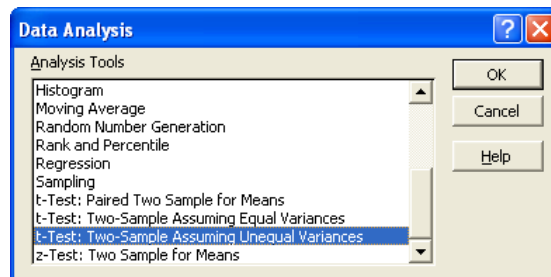 Data Analysis
Analysis Tools
Histogram
Moving Average
Random Number Generation
Rank and Percentile
Regression
Sampling
t-Test: Paired Two Sample for Means
t-Test: Two-Sample Assuming Equal Variances
t-Test: Two-Sample Assuming Unequal Variances
z-Test: Two Sample for Means
OK
Cancel
Help